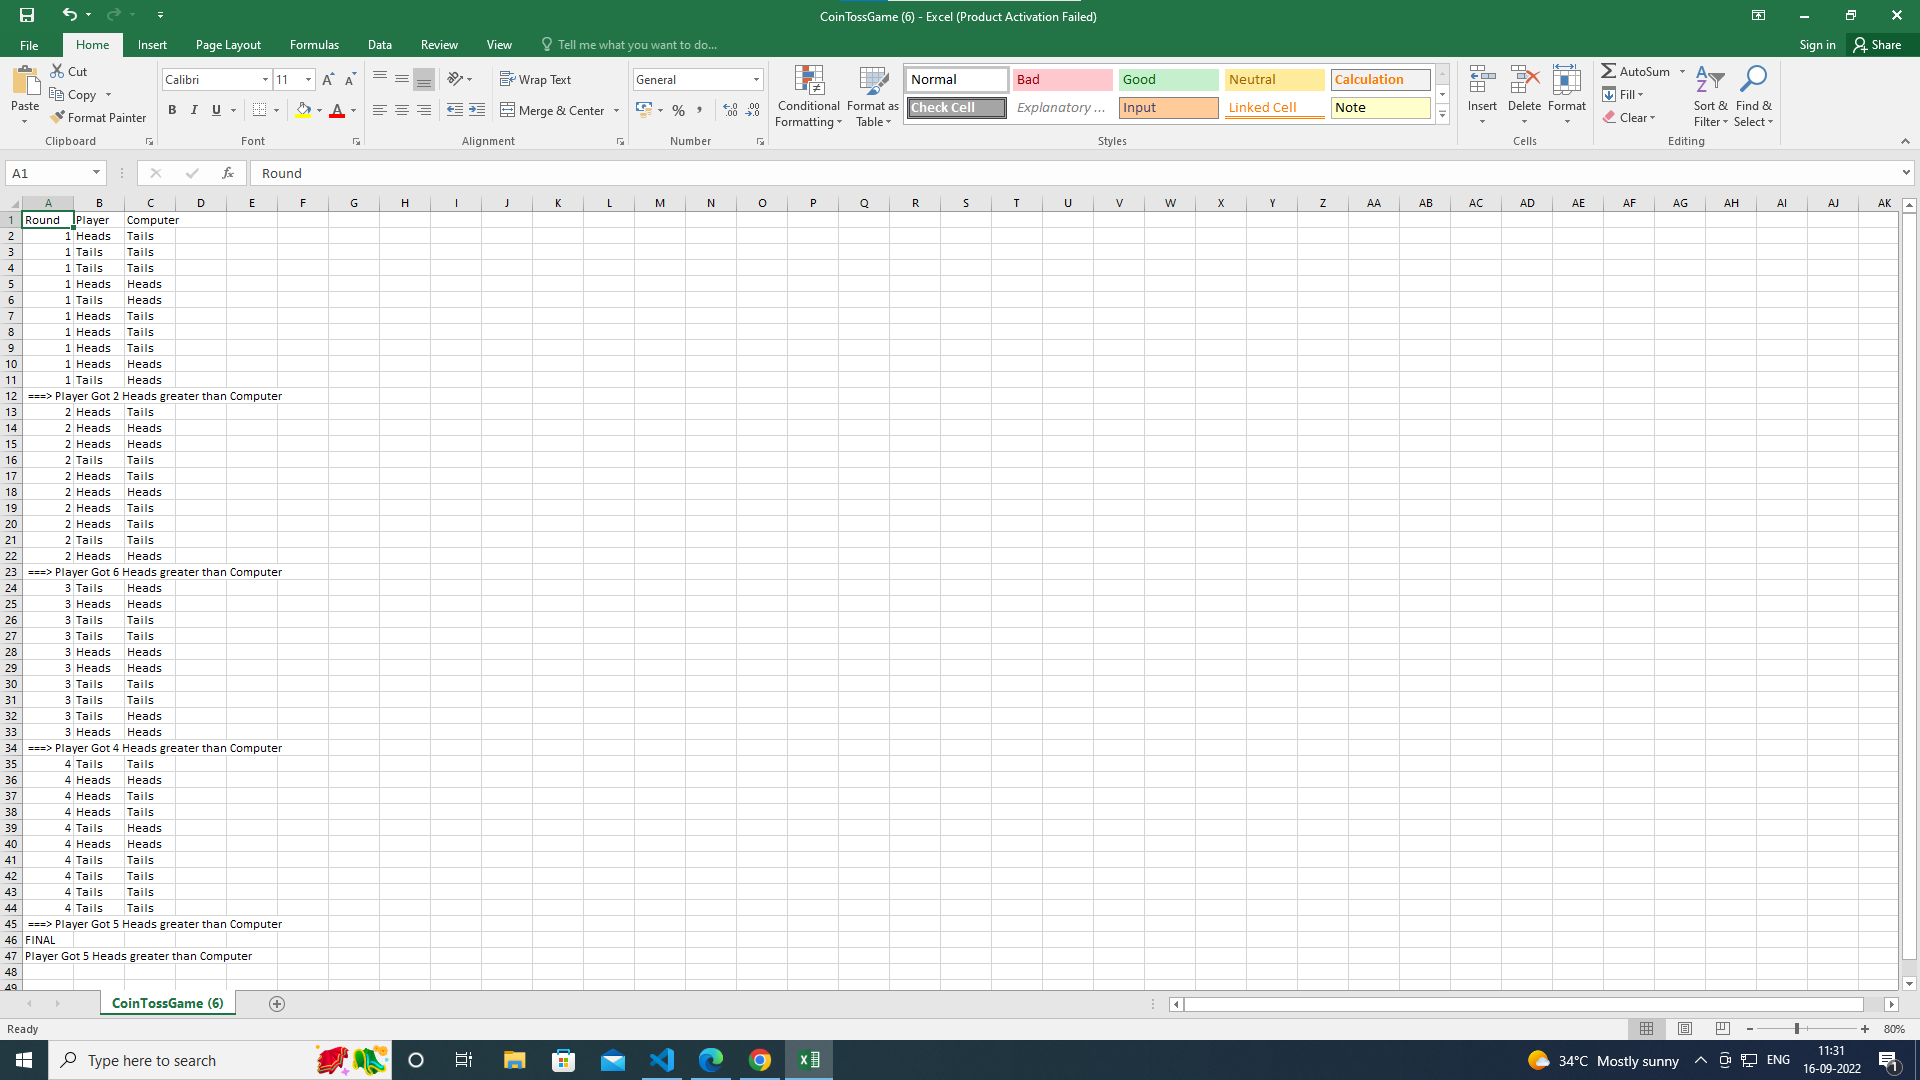 CoinTossGame (6) - Excel (Product Activation Failed)
File Home Insert Page Layout Formulas Data Review View Tell me what you want to do... Sign in Share
Paste Cut Copy Format Painter Clipboard
Calibri 11 B I U A Font
Wrap Text Merge & Center Alignment
General % Number
Conditional Formatting Format as Table
Normal Bad Good Neutral Calculation
Check Cell Explanatory ... Input Linked Cell Note
Styles
Insert Delete Format Cells
AutoSum Fill Clear Sort & Filter Find & Select Editing
A1 fx Round
A B C D E F G H I J K L M N O P Q R S T U V W X Y Z AA AB AC AD AE AF AG AH AI AJ AK
1 Round Player Computer
2 1 Heads Tails
3 1 Tails Tails
4 1 Tails Tails
5 1 Heads Heads
6 1 Tails Heads
7 1 Heads Tails
8 1 Heads Tails
9 1 Heads Tails
10 1 Heads Heads
11 1 Tails Heads
12 ===> Player Got 2 Heads greater than Computer
13 2 Heads Tails
14 2 Heads Heads
15 2 Heads Heads
16 2 Tails Tails
17 2 Heads Tails
18 2 Heads Heads
19 2 Heads Tails
20 2 Heads Tails
21 2 Tails Tails
22 2 Heads Heads
23 ===> Player Got 6 Heads greater than Computer
24 3 Tails Heads
25 3 Heads Heads
26 3 Tails Tails
27 3 Tails Tails
28 3 Heads Heads
29 3 Heads Heads
30 3 Tails Tails
31 3 Tails Tails
32 3 Tails Heads
33 3 Heads Heads
34 ===> Player Got 4 Heads greater than Computer
35 4 Tails Tails
36 4 Heads Heads
37 4 Heads Tails
38 4 Heads Tails
39 4 Tails Heads
40 4 Heads Heads
41 4 Tails Tails
42 4 Tails Tails
43 4 Tails Tails
44 4 Tails Tails
45 ===> Player Got 5 Heads greater than Computer
46 FINAL
47 Player Got 5 Heads greater than Computer
48
49
CoinTossGame (6)
Ready 80%
Type here to search 34°C Mostly sunny ENG 11:31
16-09-2022 1